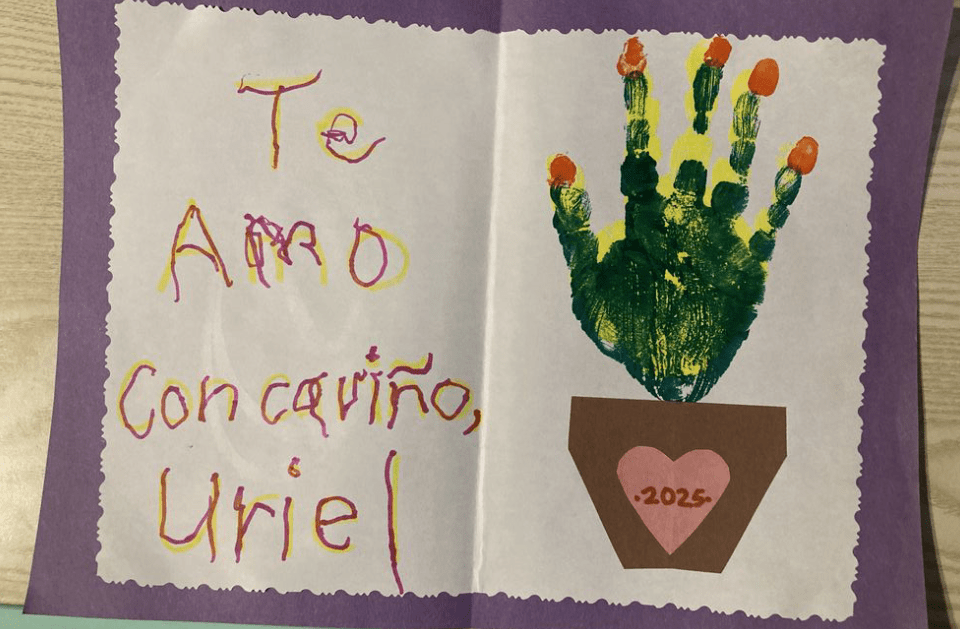 Te
Amo
Con cariño,
Uriel
·2025·